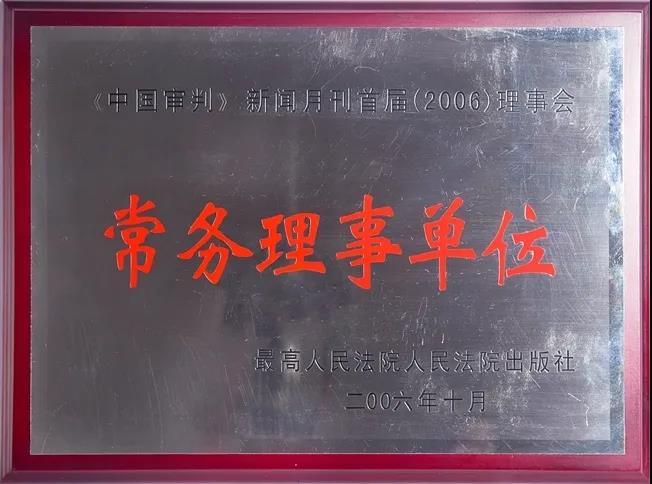 《中国审判》新闻月刊首届(2006)理事会
常务理事单位
最高人民法院人民法院出版社
二00六年十月